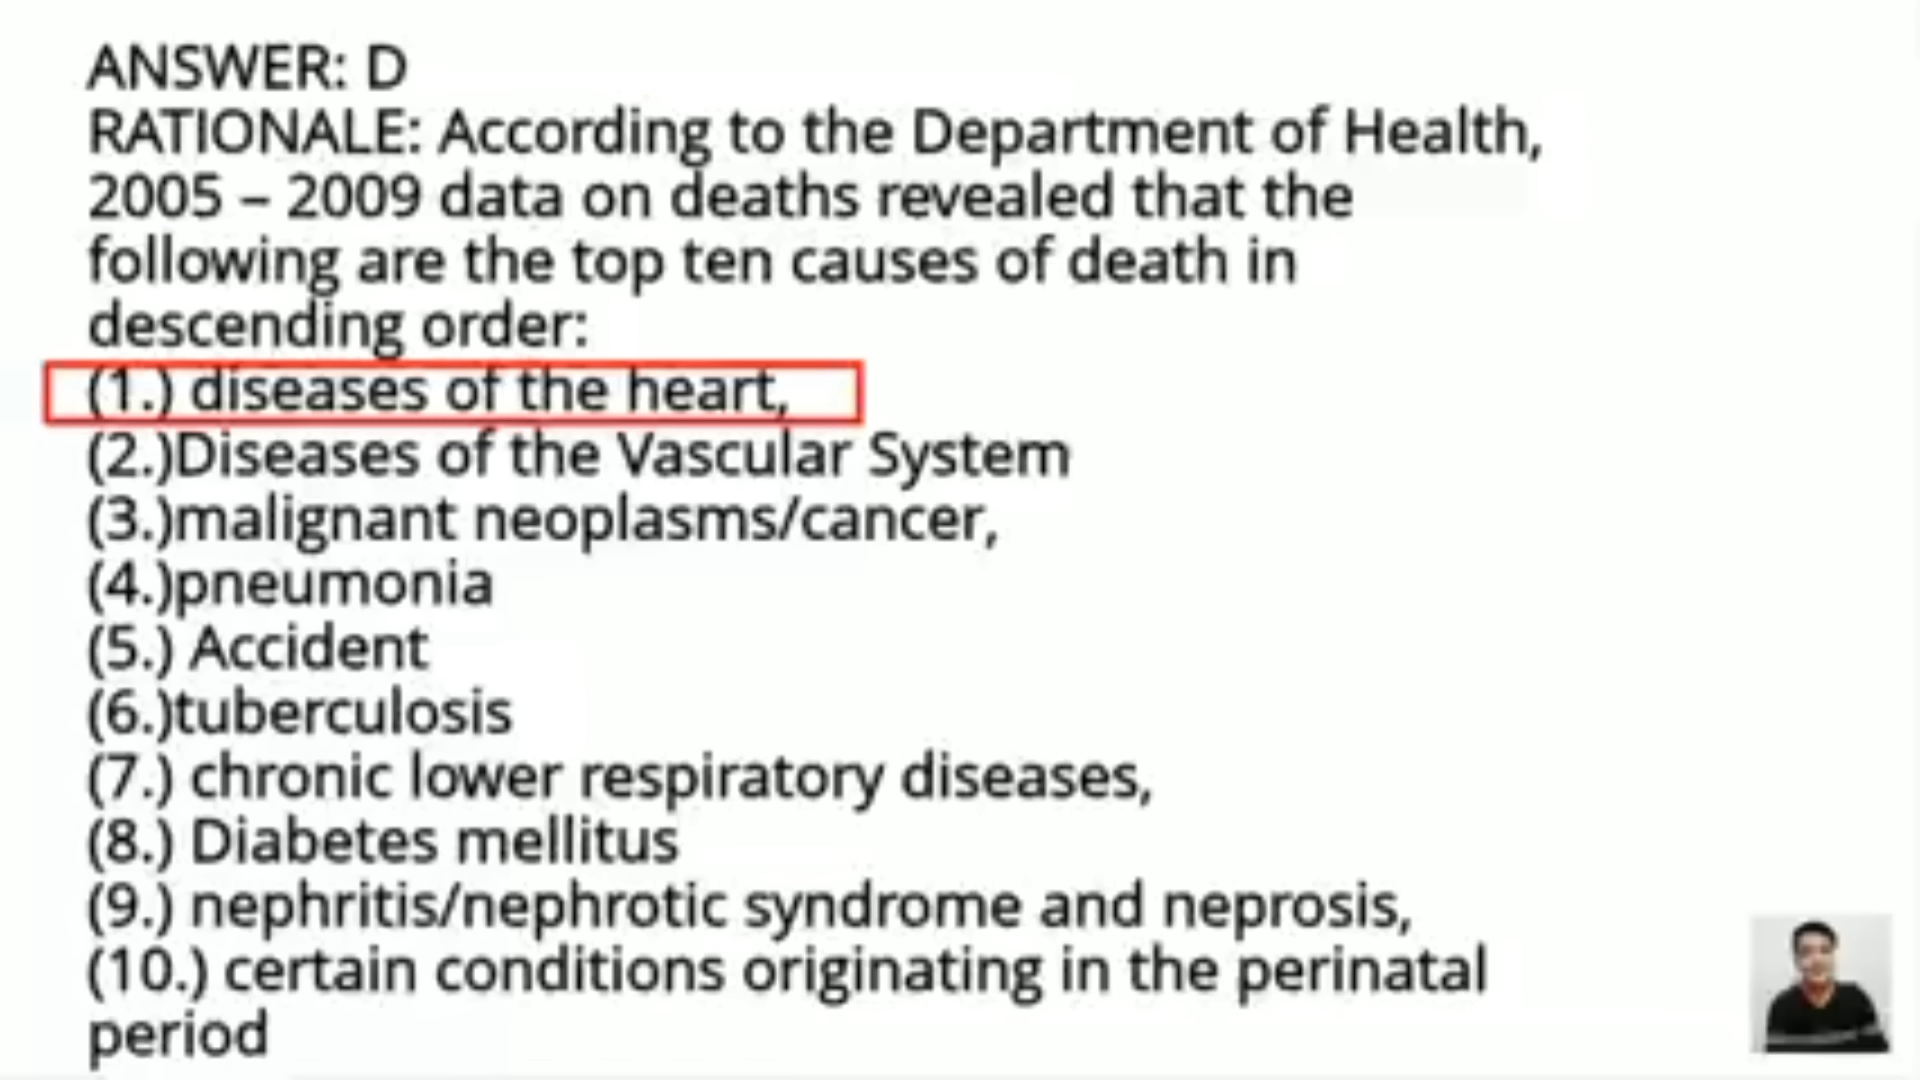 ANSWER: D
RATIONALE: According to the Department of Health,
2005 – 2009 data on deaths revealed that the
following are the top ten causes of death in
descending order:
(1.) diseases of the heart,
(2.)Diseases of the Vascular System
(3.)malignant neoplasms/cancer,
(4.)pneumonia
(5.) Accident
(6.)tuberculosis
(7.) chronic lower respiratory diseases,
(8.) Diabetes mellitus
(9.) nephritis/nephrotic syndrome and neprosis,
(10.) certain conditions originating in the perinatal
period